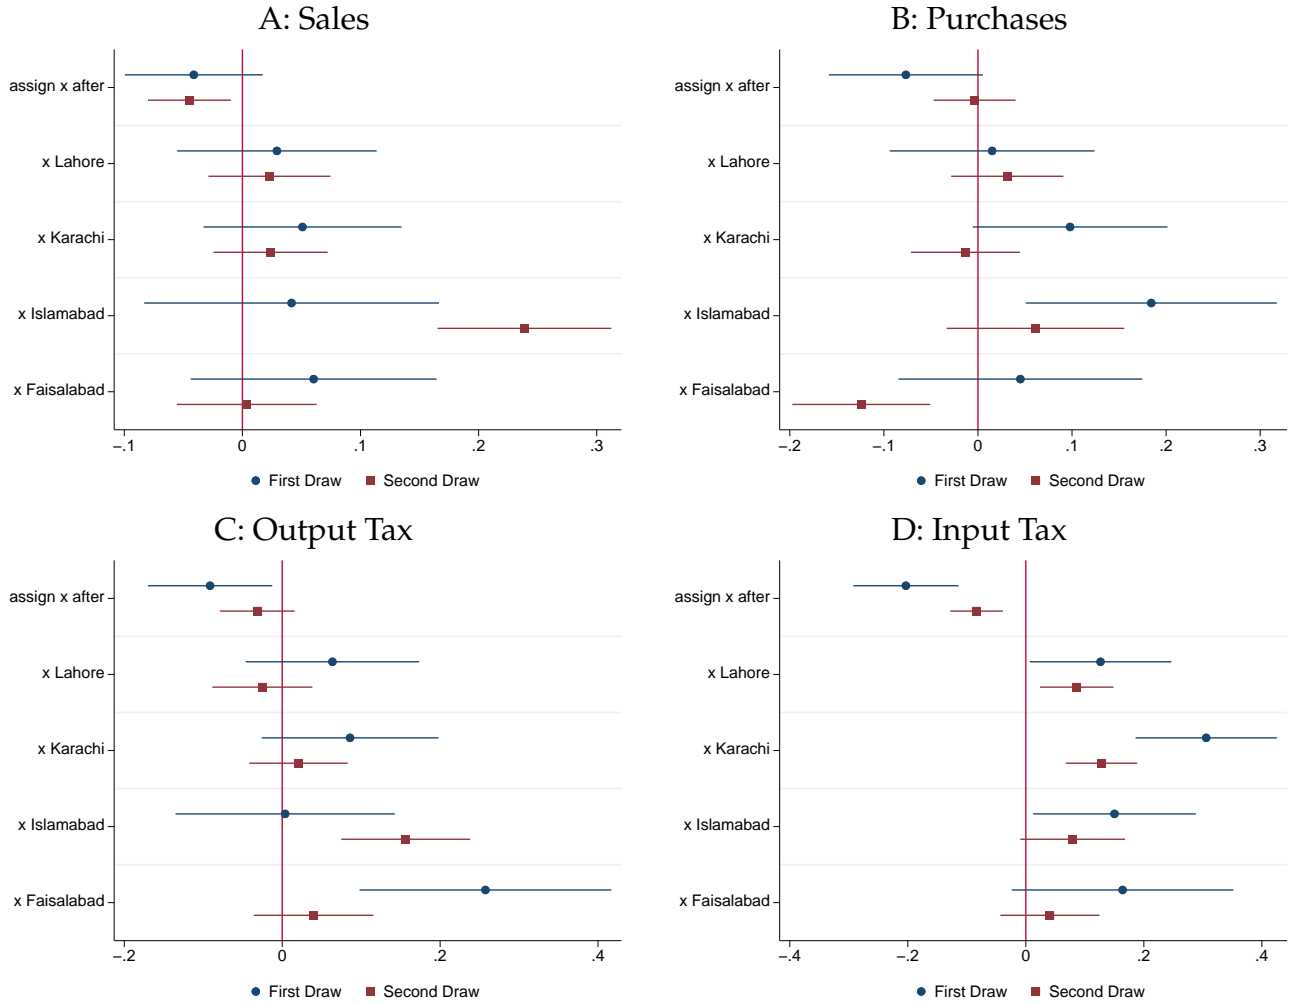 A: Sales
assign x after
x Lahore
x Karachi
x Islamabad
x Faisalabad
−.1 0 .1 .2 .3
First Draw Second Draw
B: Purchases
assign x after
x Lahore
x Karachi
x Islamabad
x Faisalabad
−.2 −.1 0 .1 .2 .3
First Draw Second Draw
C: Output Tax
assign x after
x Lahore
x Karachi
x Islamabad
x Faisalabad
−.2 0 .2 .4
First Draw Second Draw
D: Input Tax
assign x after
x Lahore
x Karachi
x Islamabad
x Faisalabad
−.4 −.2 0 .2 .4
First Draw Second Draw